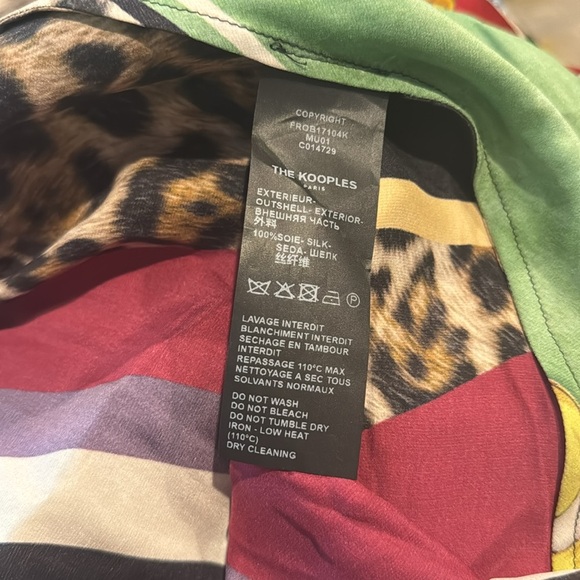 COPYRIGHT
FROB17104K
MU01
C014729
THE KOOPLES
PARIS
EXTERIEUR-
OUTSHELL- EXTERIOR-
ВНЕШНЯЯ ЧАСТЬ
外料
100%SOIE- SILK-
SEDA- ШЕЛК
丝纤维
P
LAVAGE INTERDIT
BLANCHIMENT INTERDIT
SECHAGE EN TAMBOUR
INTERDIT
REPASSAGE 110°C MAX
NETTOYAGE A SEC TOUS
SOLVANTS NORMAUX
DO NOT WASH
DO NOT BLEACH
DO NOT TUMBLE DRY
IRON - LOW HEAT
(110°C)
DRY CLEANING